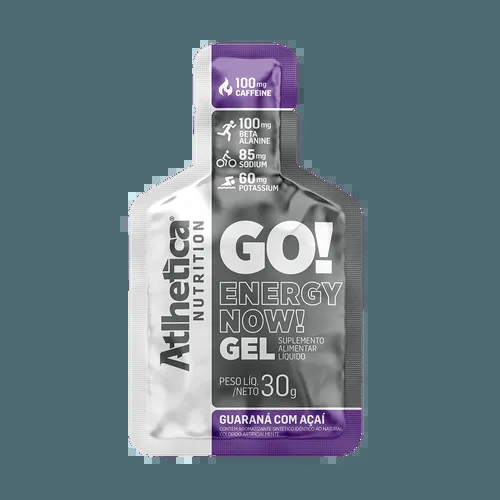 100mg
CAFFEINE
100mg
BETA
ALANINE
85mg
SODIUM
60mg
POTASSIUM
Atlhetica®
NUTRITION
GO!
ENERGY
NOW!
GEL
SUPLEMENTO
ALIMENTAR
LÍQUIDO
PESO LÍQ.
/NETO 30g
GUARANÁ COM AÇAÍ
CONTÉM AROMATIZANTE SINTÉTICO IDÊNTICO AO NATURAL
COLORIDO ARTIFICIALMENTE.